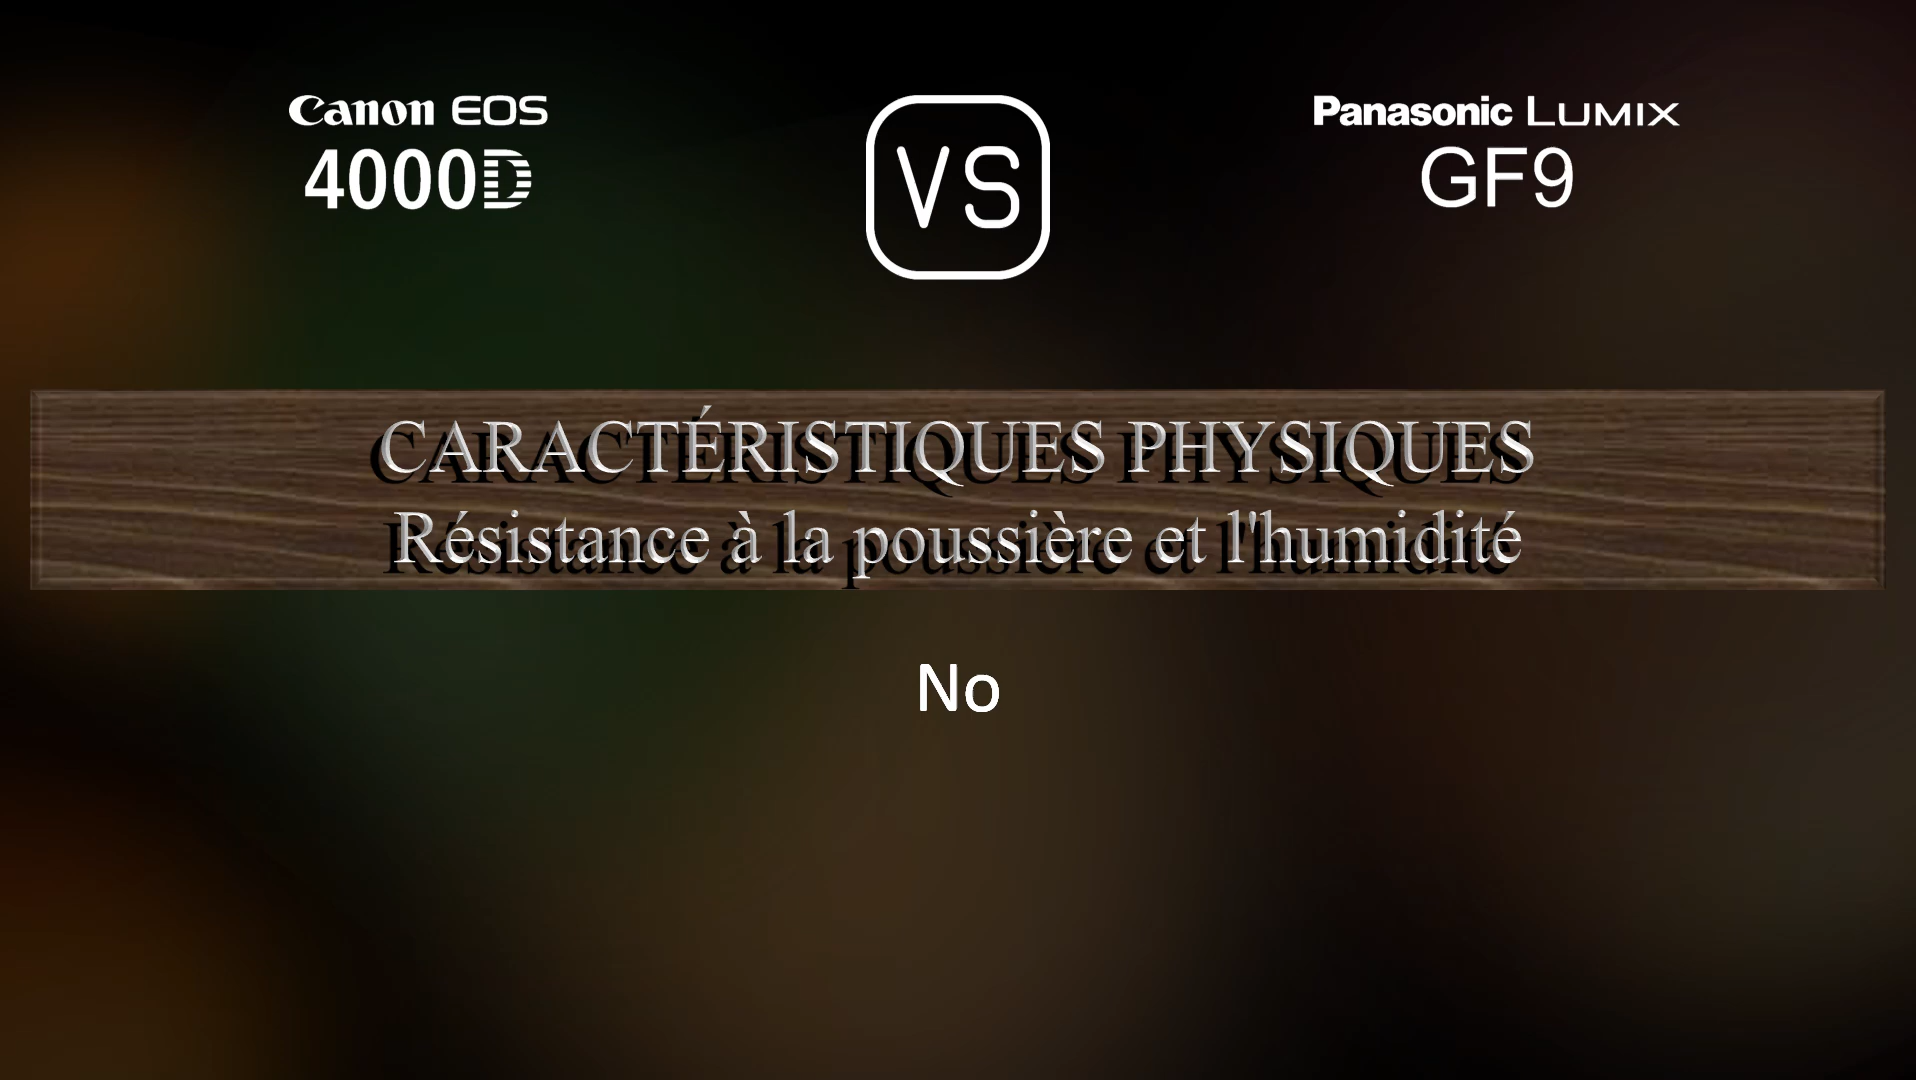 Canon EOS
4000D
VS
Panasonic LUMIX
GF9
CARACTÉRISTIQUES PHYSIQUES
Résistance à la poussière et l'humidité
No